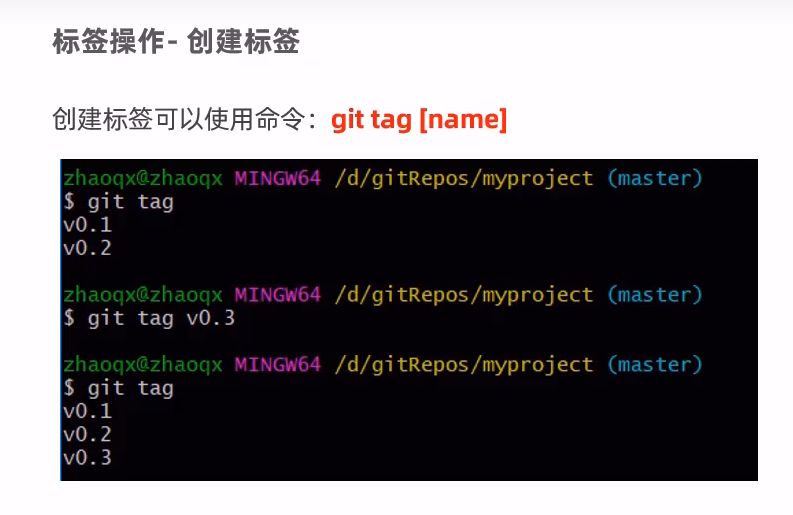 标签操作- 创建标签
创建标签可以使用命令：git tag [name]
zhaoqx@zhaoqx MINGW64 /d/gitRepos/myproject (master)
$ git tag
v0.1
v0.2
zhaoqx@zhaoqx MINGW64 /d/gitRepos/myproject (master)
$ git tag v0.3
zhaoqx@zhaoqx MINGW64 /d/gitRepos/myproject (master)
$ git tag
v0.1
v0.2
v0.3